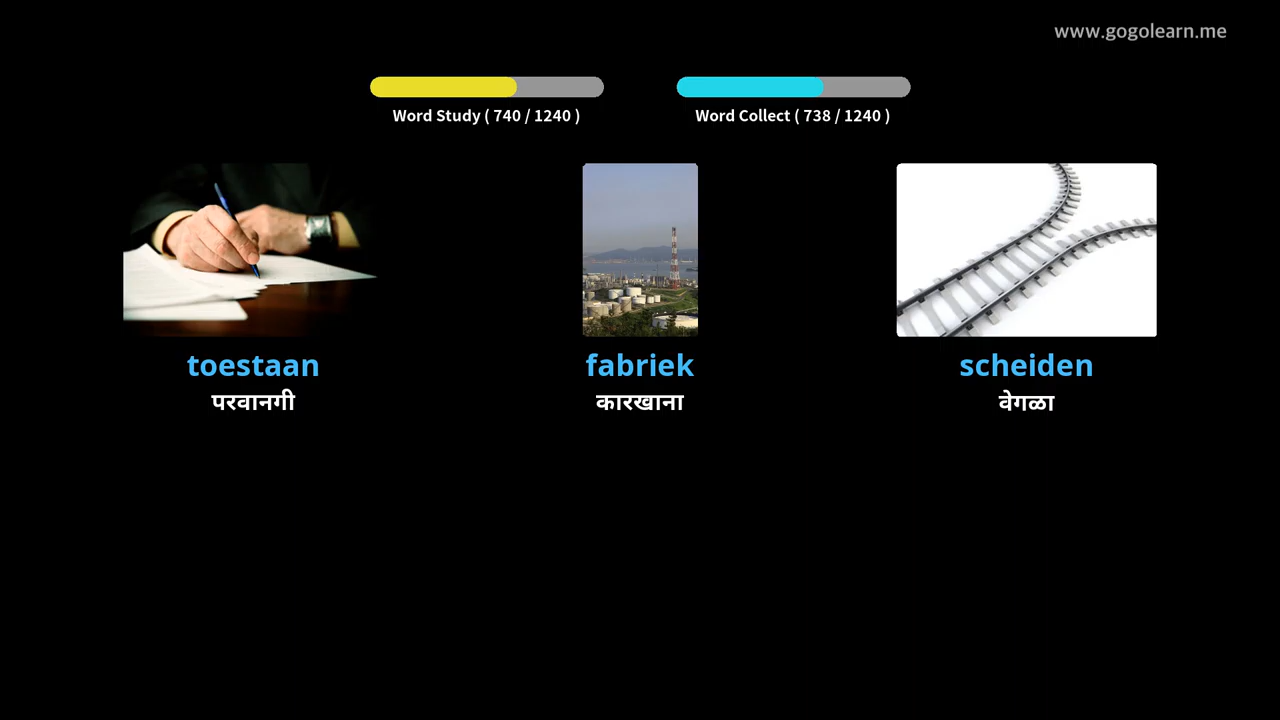 www.gogolearn.me
Word Study ( 740 / 1240 )
Word Collect ( 738 / 1240 )
toestaan
परवानगी
fabriek
कारखाना
scheiden
वेगळा